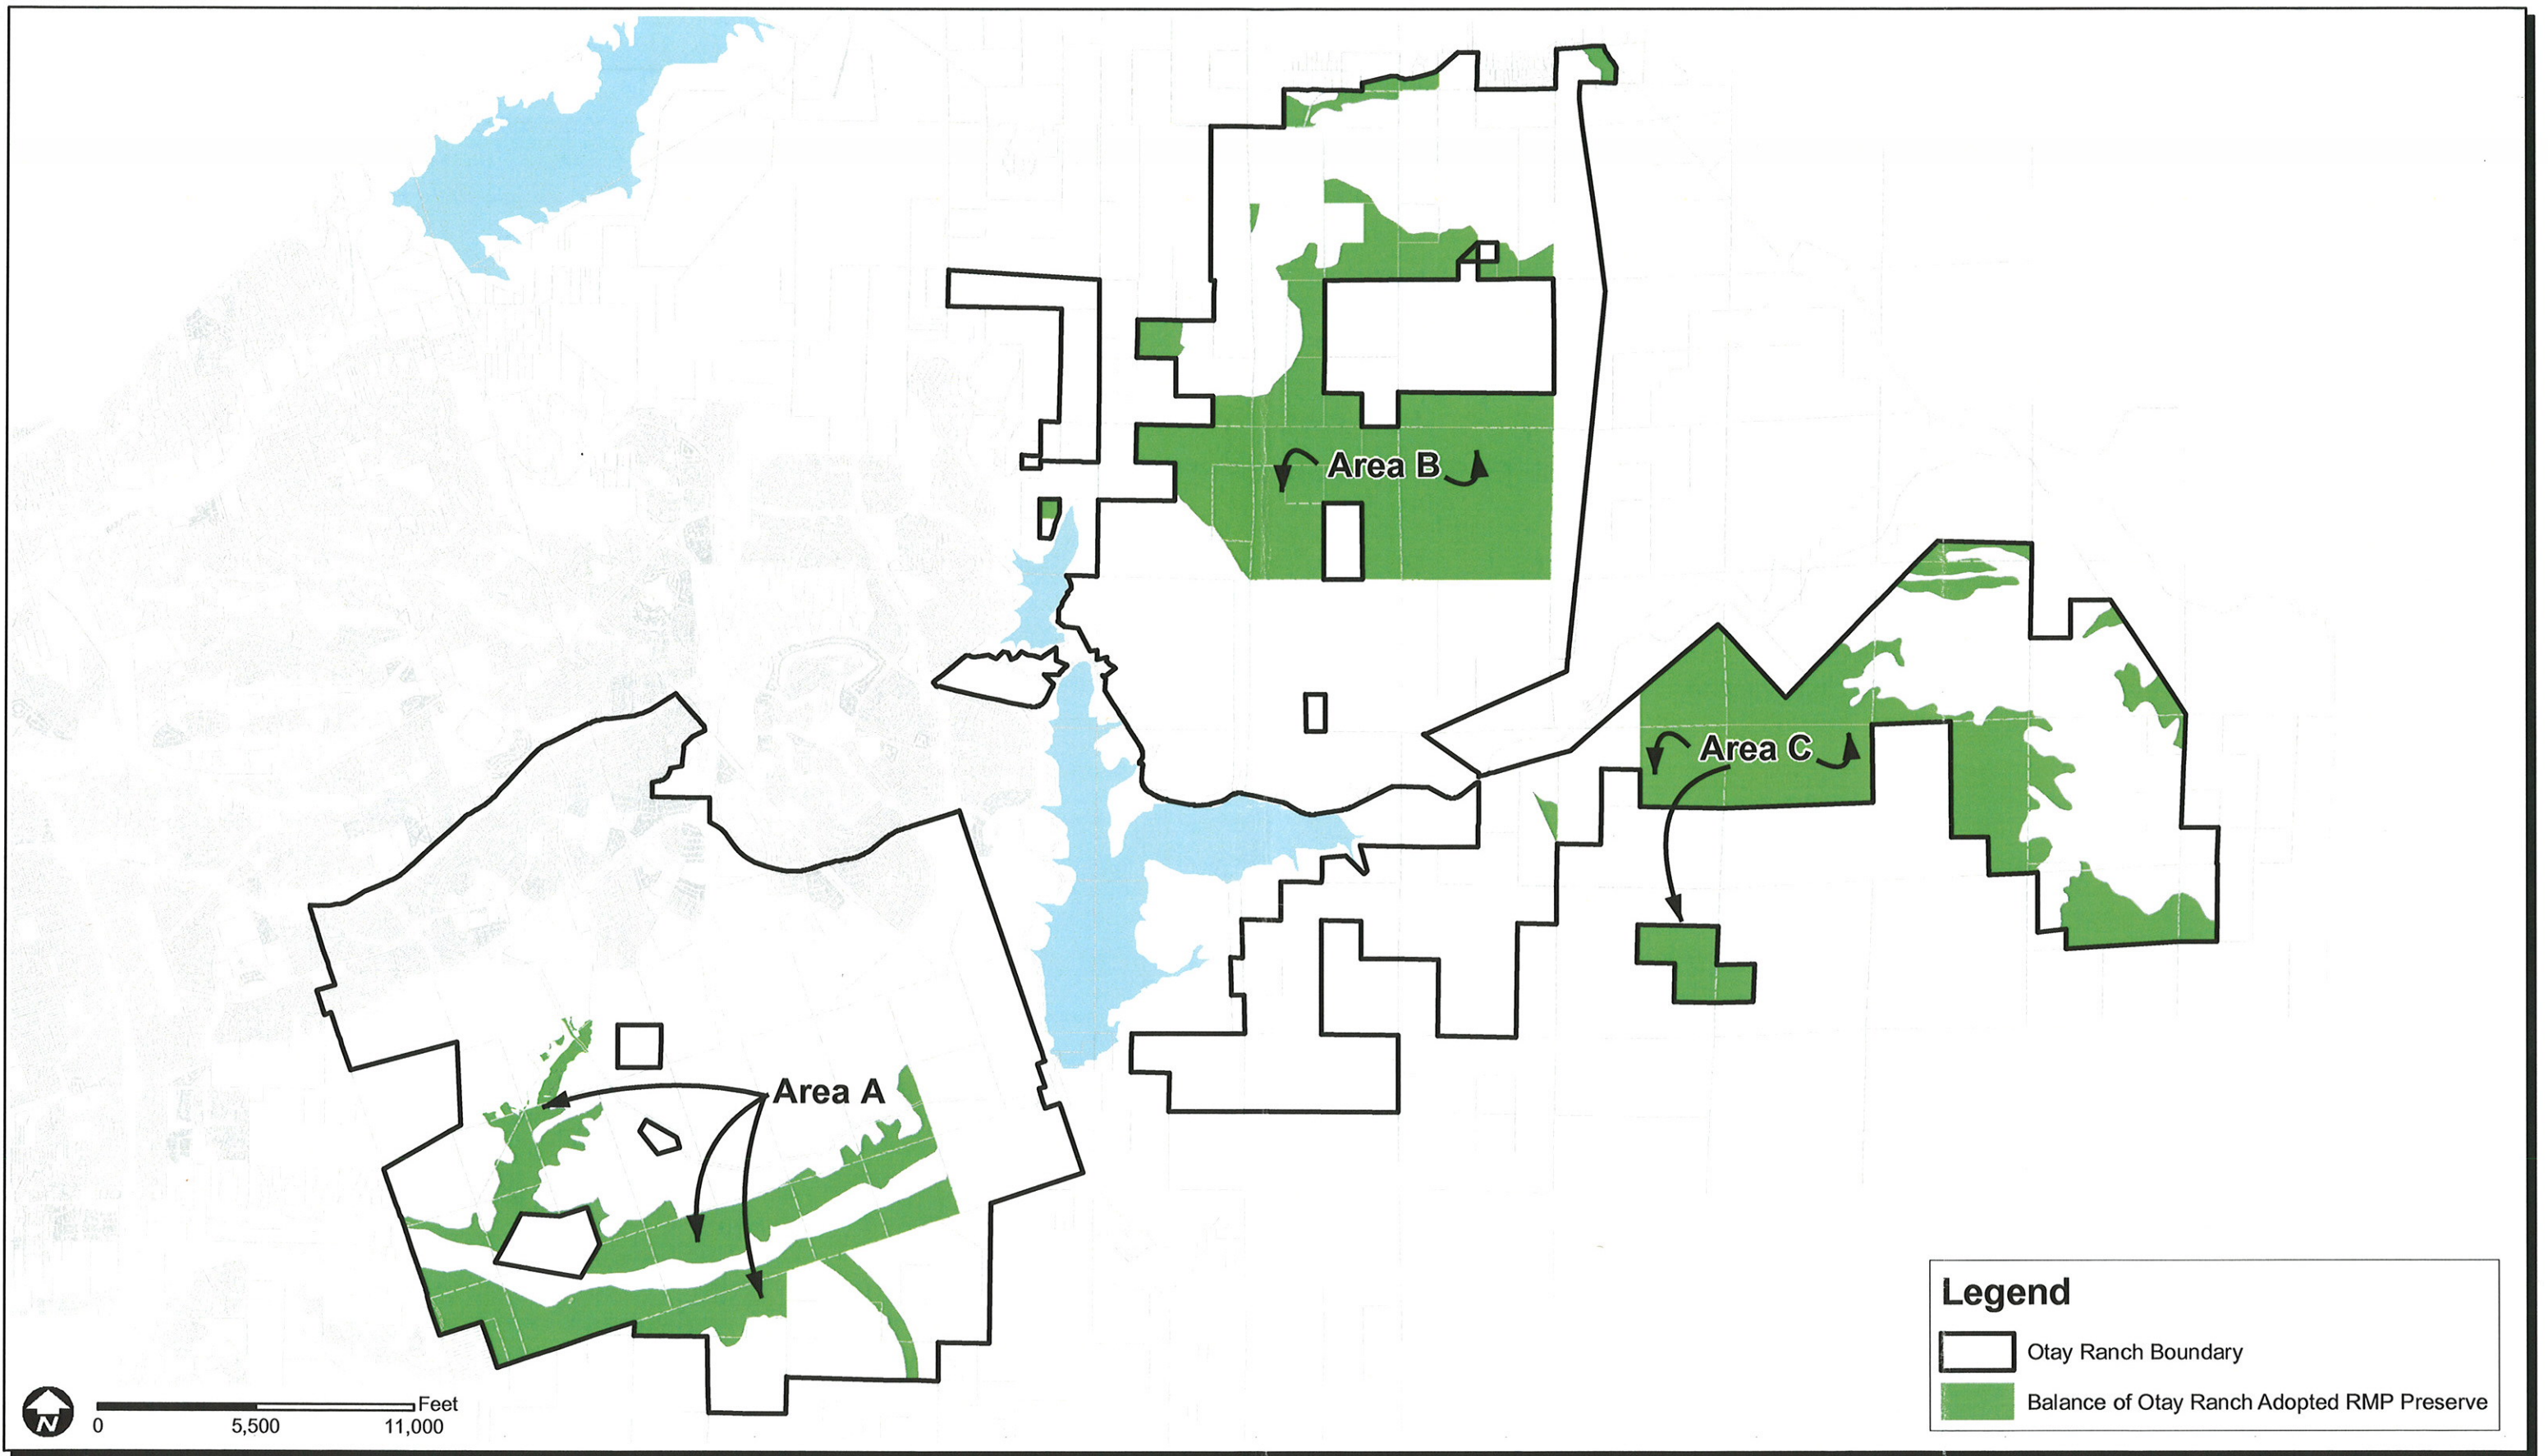 Area B
Area C
Area A
Legend
Otay Ranch Boundary
Balance of Otay Ranch Adopted RMP Preserve
N
Feet
0 5,500 11,000